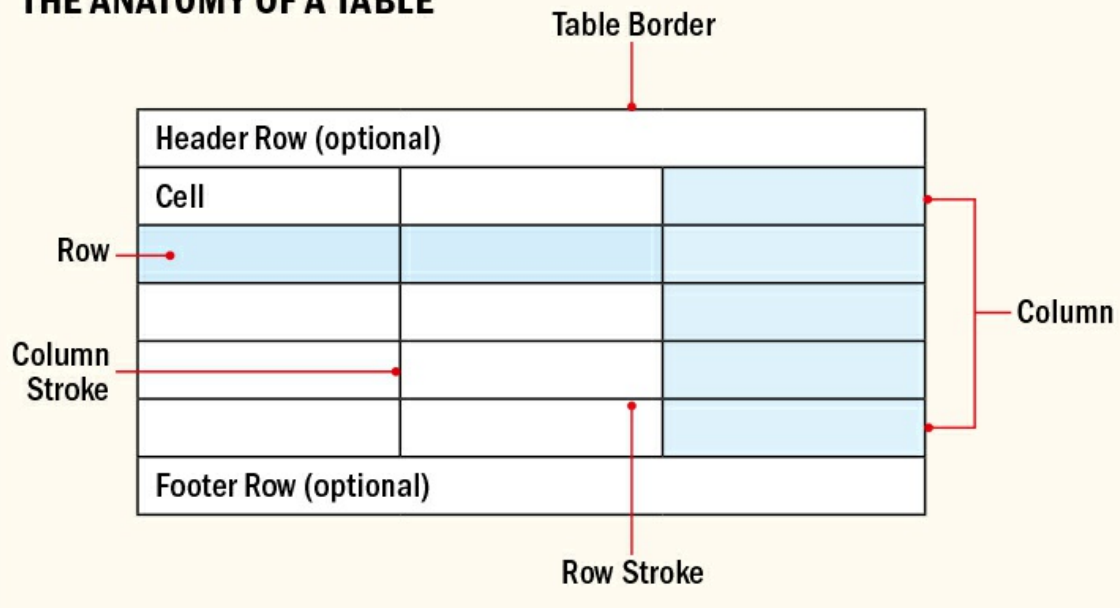 THE ANATOMY OF A TABLE
Table Border
Header Row (optional)
Cell
Row
Column
Column
Stroke
Footer Row (optional)
Row Stroke